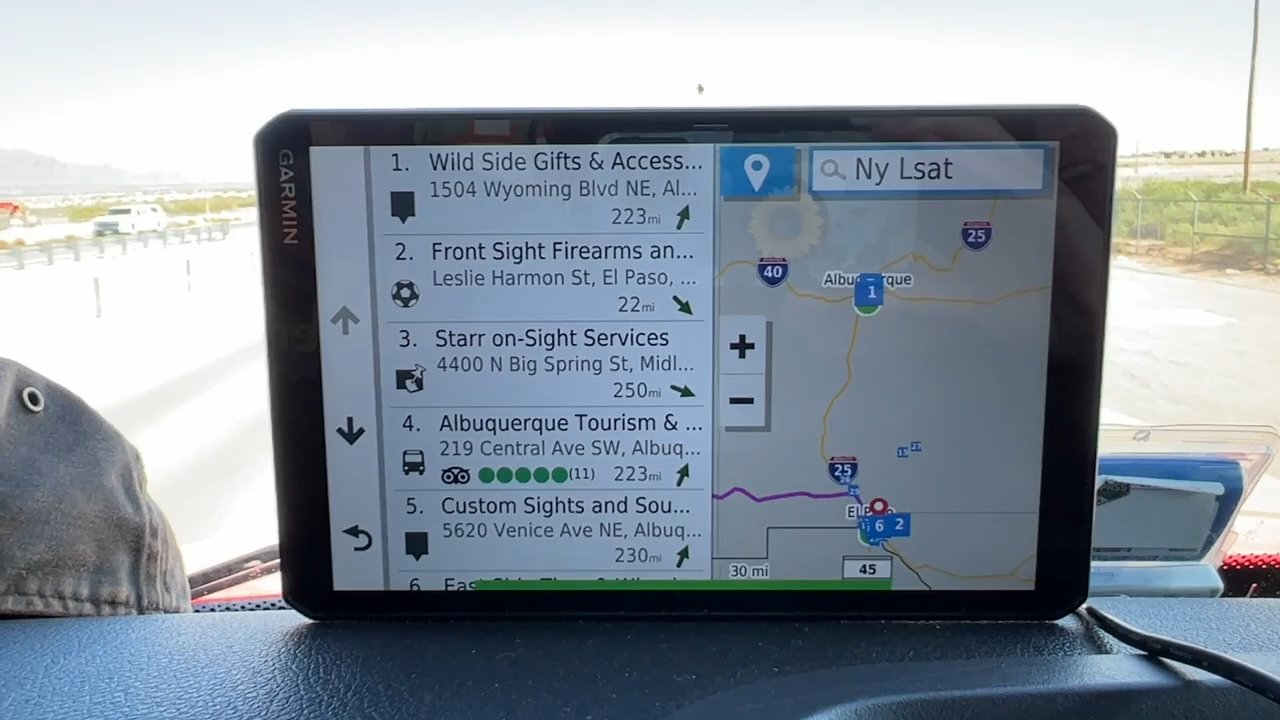 GARMIN
1. Wild Side Gifts & Access...
1504 Wyoming Blvd NE, Al...
223mi
2. Front Sight Firearms an...
Leslie Harmon St, El Paso, ...
22mi
3. Starr on-Sight Services
4400 N Big Spring St, Midl...
250mi
4. Albuquerque Tourism & ...
219 Central Ave SW, Albuq...
(11) 223mi
5. Custom Sights and Sou...
5620 Venice Ave NE, Albuq...
230mi
6.
Ny Lsat
25
40
1
+
−
15 27
25
6 2
30 mi
45